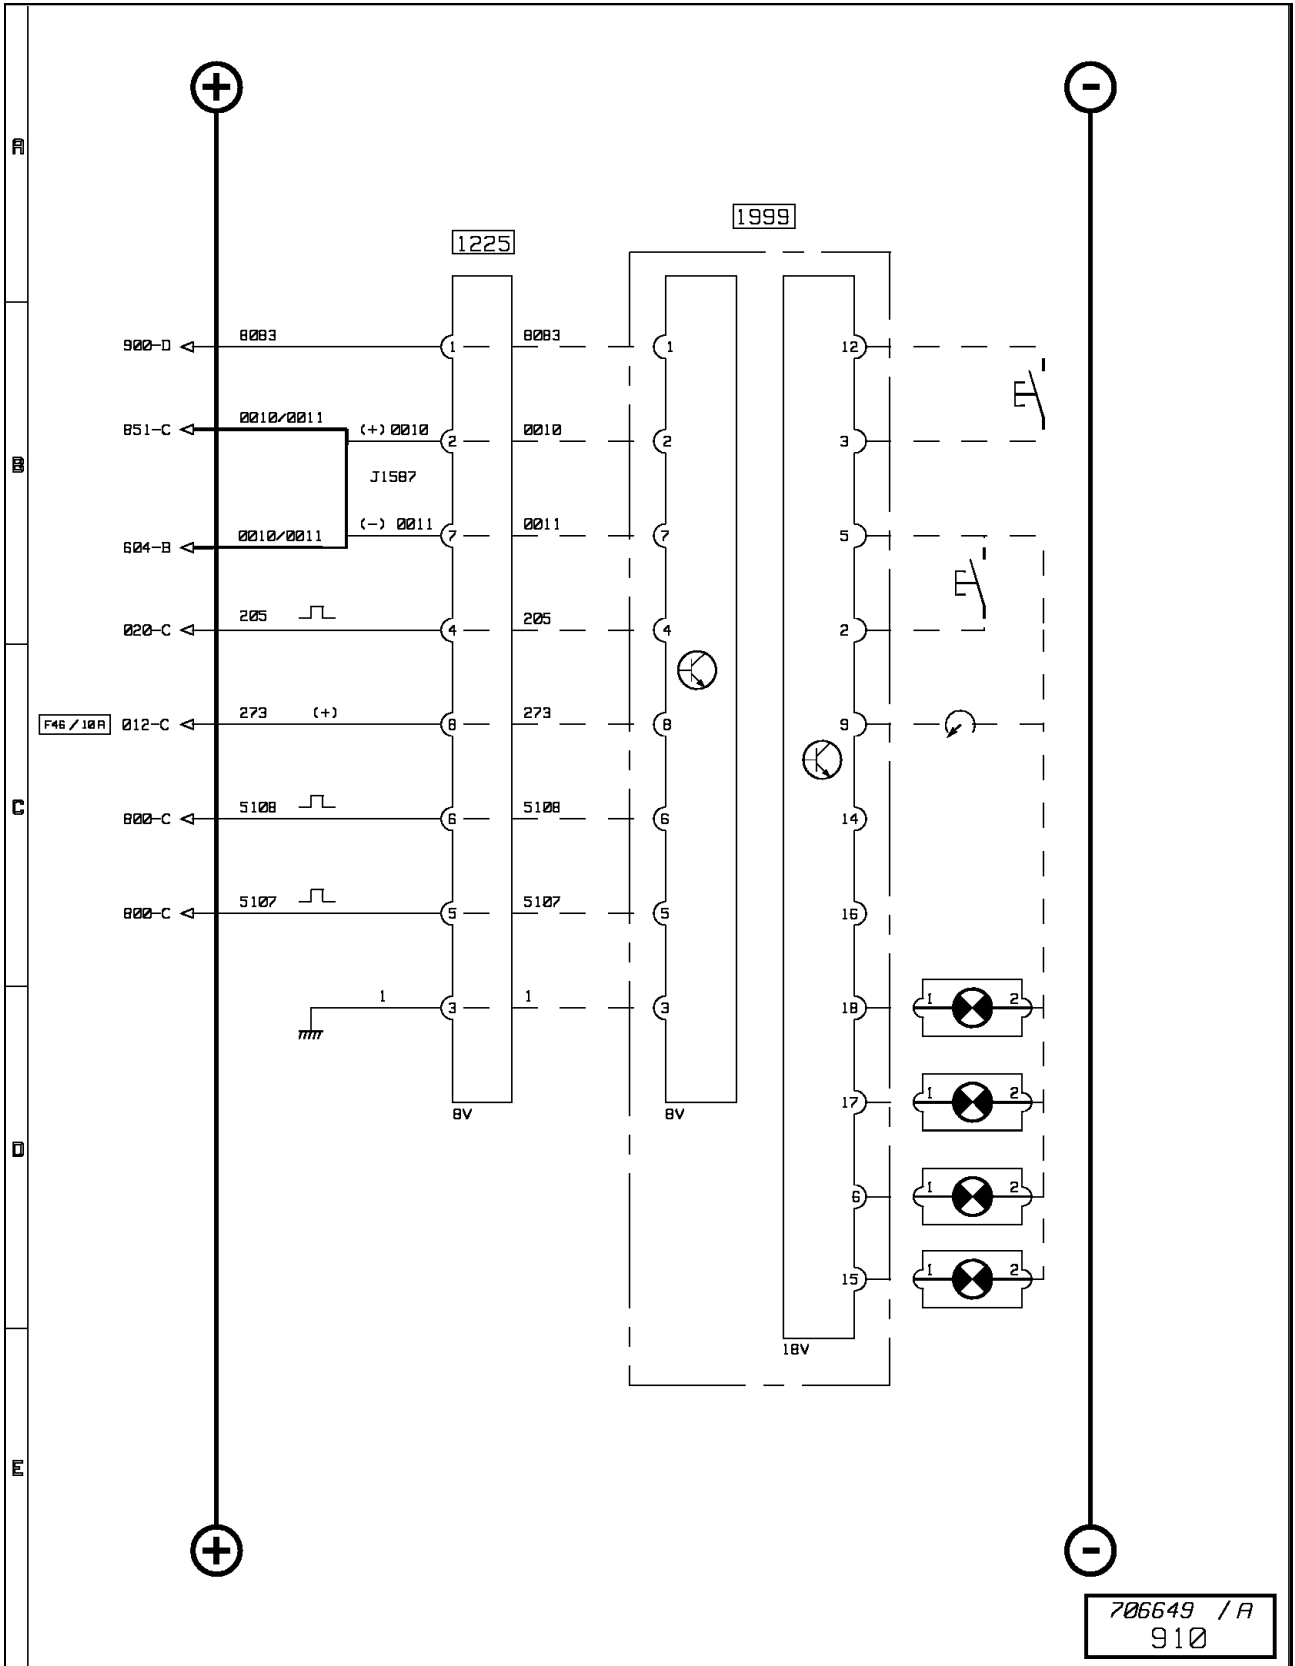 A
B
C
D
E
+
-
1999
1225
900-D 8083 1 8083 1 12
851-C 0010/0011 (+) 0010 2 0010 2 3
J1587
604-B 0010/0011 (-) 0011 7 0011 7 5
020-C 205 4 205 4 2
F46/10A 012-C 273 (+) 8 273 8 9
800-C 5108 6 5108 6 14
800-C 5107 5 5107 5 16
1 3 1 3 18 1 2
17 1 2
8V 8V
6 1 2
15 1 2
18V
+
-
706649 /A
910